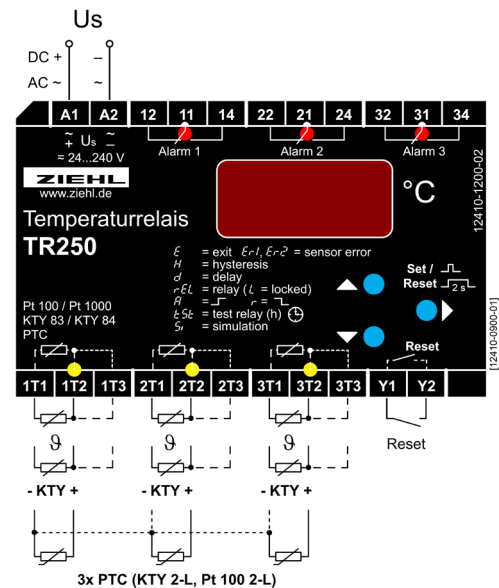 Us
DC + –
AC ~ ~
A1 A2 12 11 14 22 21 24 32 31 34
~ Us ~
+ –
≂ 24...240 V
Alarm 1 Alarm 2 Alarm 3
ZIEHL
www.ziehl.de
°C
12410-1200-02
Temperaturrelais
TR250
E = exit Er1, Er2 = sensor error
H = hysteresis
d = delay
rEL = relay (L = locked)
A = r =
tSt = test relay (h)
Si = simulation
Set /
Reset 2 s
[12410-0900-01]
Pt 100 / Pt 1000
KTY 83 / KTY 84
PTC
Reset
1T1 1T2 1T3 2T1 2T2 2T3 3T1 3T2 3T3 Y1 Y2
ϑ ϑ ϑ
Reset
- KTY + - KTY + - KTY +
3x PTC (KTY 2-L, Pt 100 2-L)